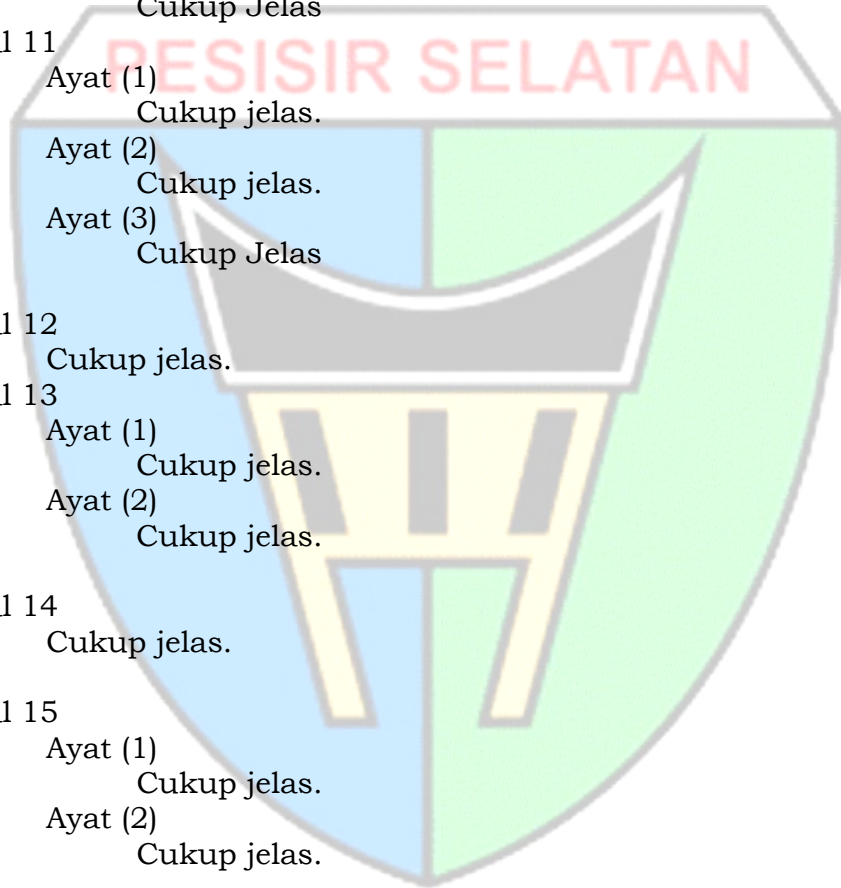 Cukup Jelas
PESISIR SELATAN
l 11
Ayat (1)
Cukup jelas.
Ayat (2)
Cukup jelas.
Ayat (3)
Cukup Jelas
l 12
Cukup jelas.
l 13
Ayat (1)
Cukup jelas.
Ayat (2)
Cukup jelas.
l 14
Cukup jelas.
l 15
Ayat (1)
Cukup jelas.
Ayat (2)
Cukup jelas.